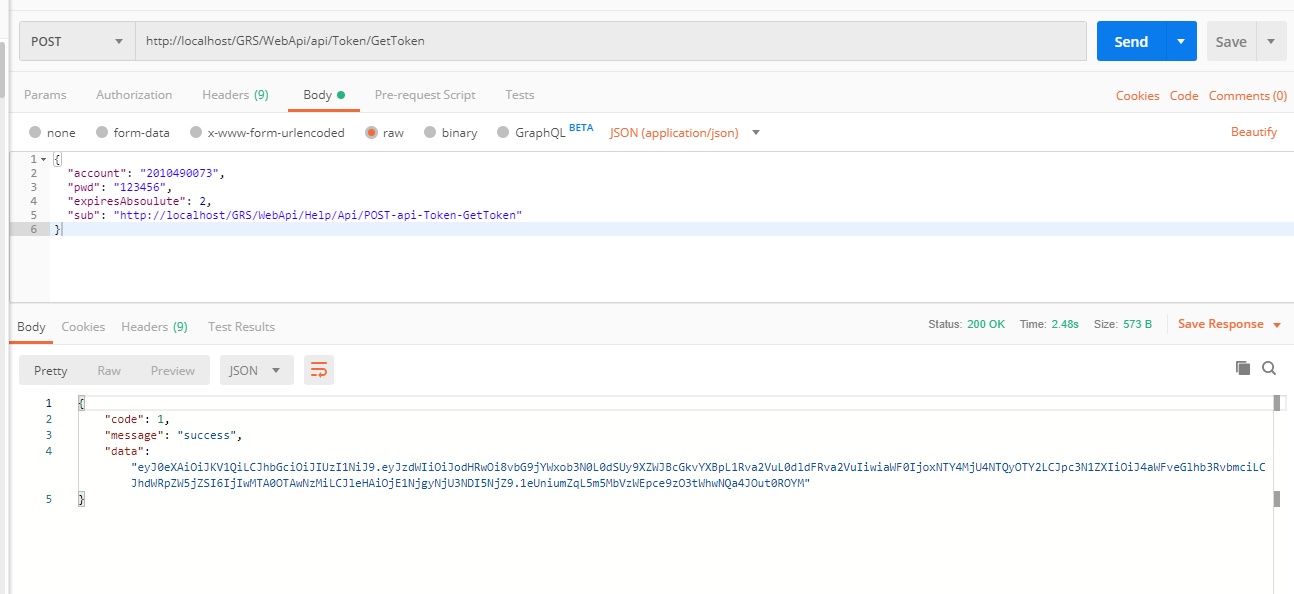 POST http://localhost/GRS/WebApi/api/Token/GetToken Send Save
Params Authorization Headers (9) Body Pre-request Script Tests Cookies Code Comments (0)
none form-data x-www-form-urlencoded raw binary GraphQL BETA JSON (application/json) Beautify
1 {
2 "account": "2010490073",
3 "pwd": "123456",
4 "expiresAbsoulute": 2,
5 "sub": "http://localhost/GRS/WebApi/Help/Api/POST-api-Token-GetToken"
6 }
Body Cookies Headers (9) Test Results Status: 200 OK Time: 2.48s Size: 573 B Save Response
Pretty Raw Preview JSON
1 {
2 "code": 1,
3 "message": "success",
4 "data":
"eyJ0eXAiOiJKV1QiLCJhbGciOiJIUzI1NiJ9.eyJzdWIiOiJodHRwOi8vbG9jYWxob3N0L0dSUy9XZWJBcGkvYXBpL1Rva2VuL0dldFRva2VuIiwiaWF0IjoxNTY4MjU4NTQyOTY2LCJpc3N1ZXIiOiJ4aWFveGlhb3RvbmciLC
JhdWRpZW5jZSI6IjIwMTA0OTAwNzMiLCJleHAiOjE1NjgyNjU3NDI5NjZ9.1eUniumZqL5m5MbVzWEpce9zO3tWhwNQa4JOut0ROYM"
5 }